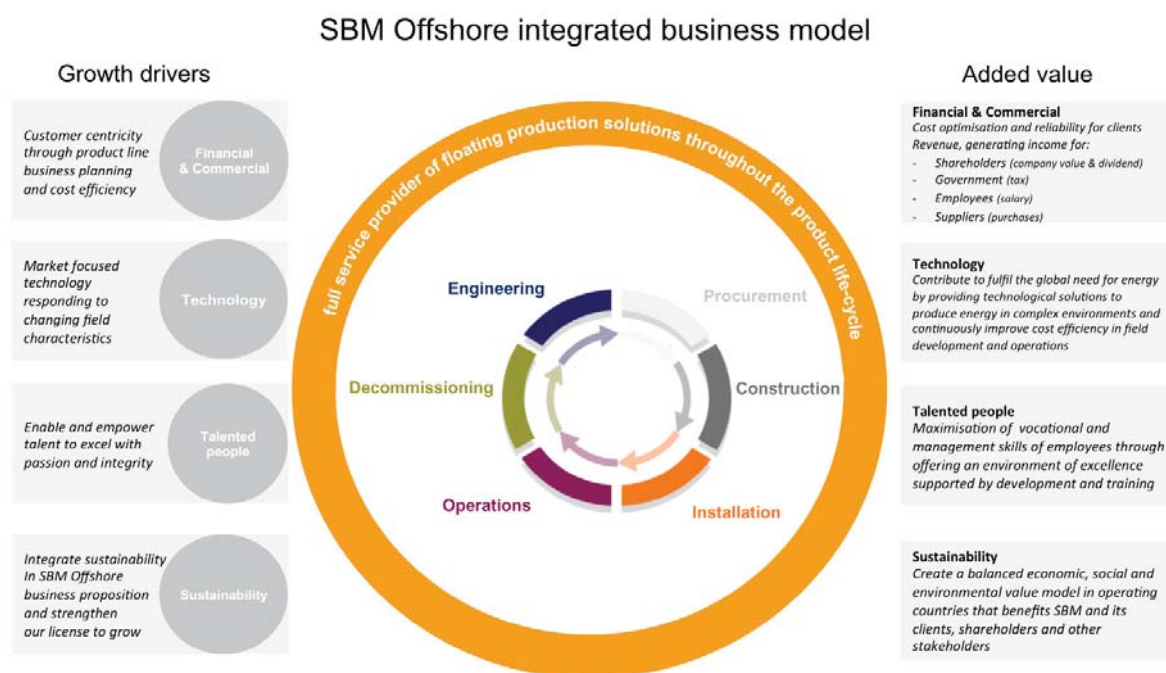 SBM Offshore integrated business model
Growth drivers
Customer centricity
through product line
business planning
and cost efficiency
Financial
& Commercial
Market focused
technology
responding to
changing field
characteristics
Technology
Enable and empower
talent to excel with
passion and integrity
Talented
people
Integrate sustainability
In SBM Offshore
business proposition
and strengthen
our license to grow
Sustainability
full service provider of floating production solutions throughout the product life-cycle
Engineering
Procurement
Decommissioning
Construction
Operations
Installation
Added value
Financial & Commercial
Cost optimisation and reliability for clients
Revenue, generating income for:
- Shareholders (company value & dividend)
- Government (tax)
- Employees (salary)
- Suppliers (purchases)
Technology
Contribute to fulfil the global need for energy
by providing technological solutions to
produce energy in complex environments and
continuously improve cost efficiency in field
development and operations
Talented people
Maximisation of vocational and
management skills of employees through
offering an environment of excellence
supported by development and training
Sustainability
Create a balanced economic, social and
environmental value model in operating
countries that benefits SBM and its
clients, shareholders and other
stakeholders